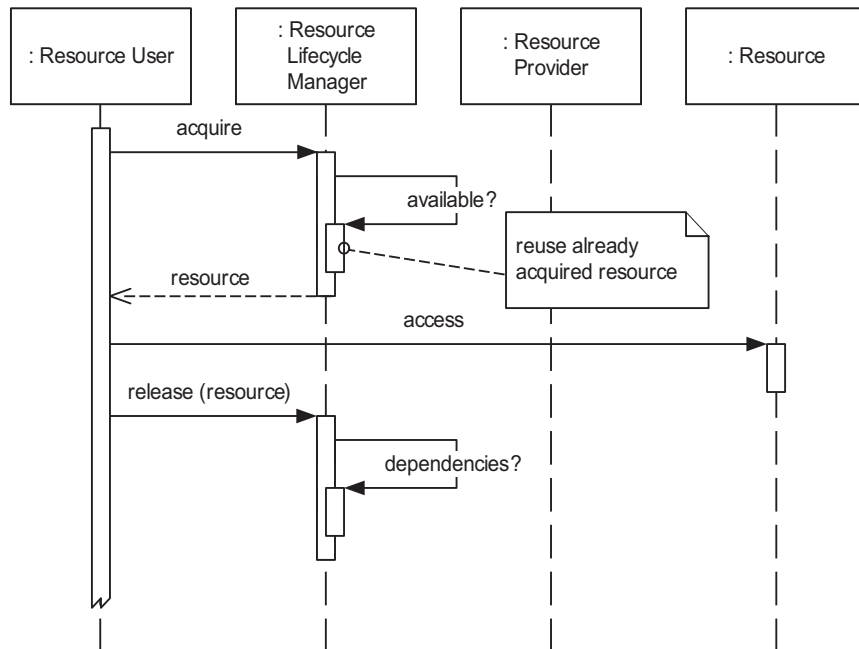 : Resource User
: Resource
Lifecycle
Manager
: Resource
Provider
: Resource
acquire
available?
reuse already
acquired resource
resource
access
release (resource)
dependencies?